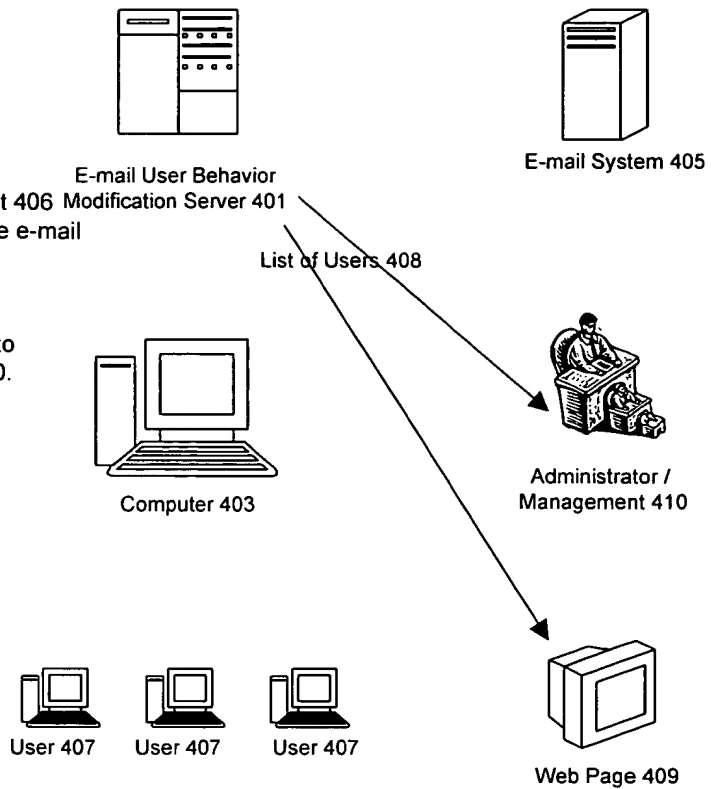 E-mail User Behavior
Modification Server 401
E-mail System 405
t 406
e e-mail
List of Users 408
to
0.
Computer 403
Administrator /
Management 410
User 407
User 407
User 407
Web Page 409